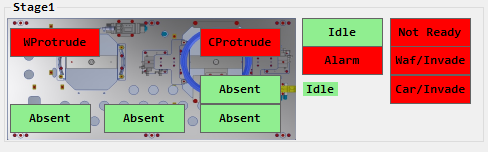 Stage1
WProtrude
CProtrude
Idle
Not Ready
Alarm
Waf/Invade
Absent
Idle
Car/Invade
Absent
Absent
Absent